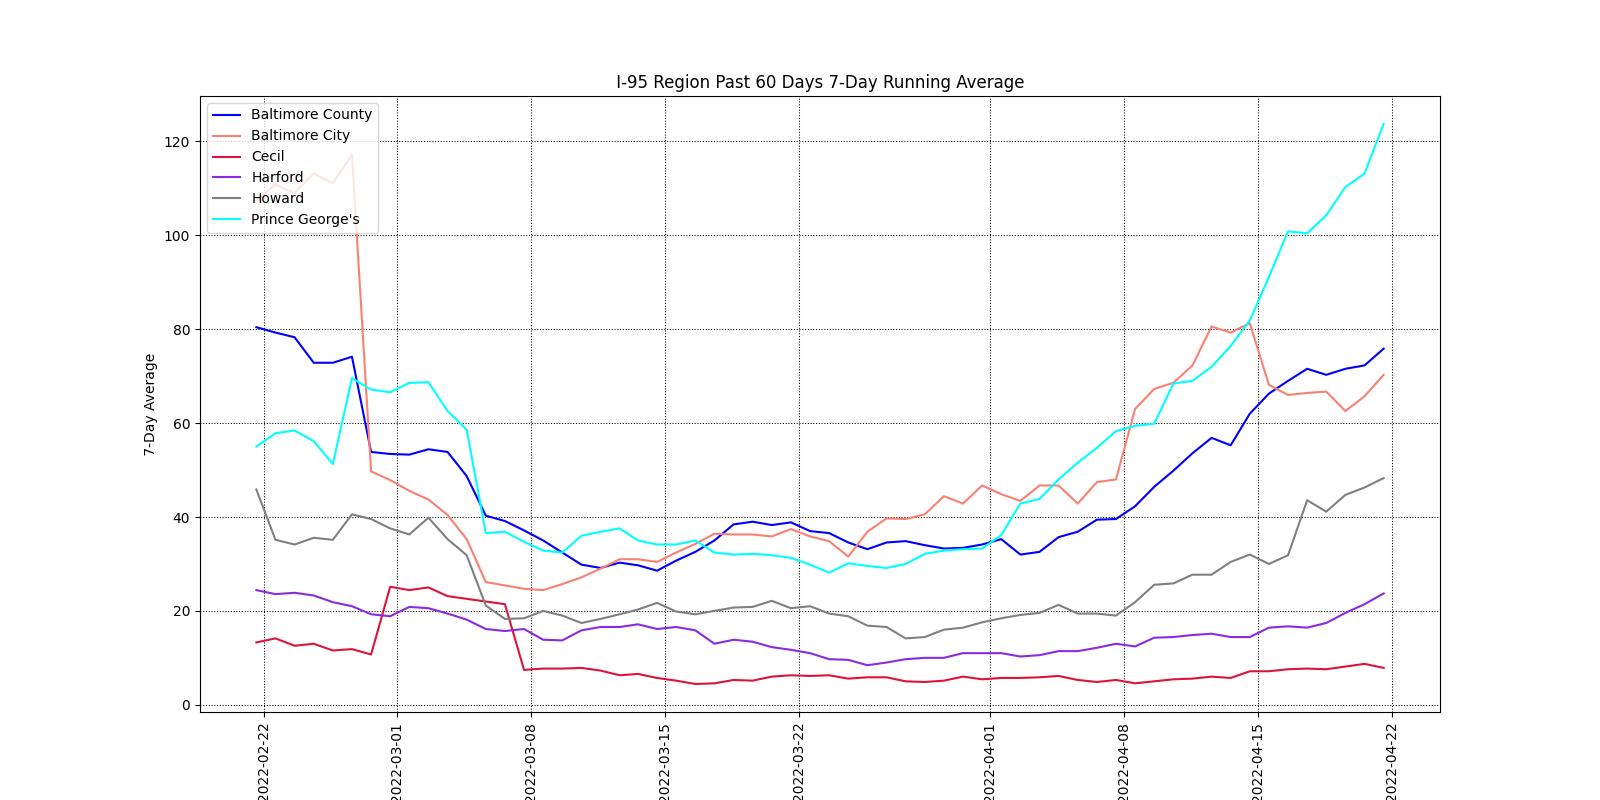 I-95 Region Past 60 Days 7-Day Running Average
Baltimore County
Baltimore City
Cecil
Harford
Howard
Prince George's
7-Day Average
120
100
80
60
40
20
0
2022-02-22
2022-03-01
2022-03-08
2022-03-15
2022-03-22
2022-04-01
2022-04-08
2022-04-15
2022-04-22